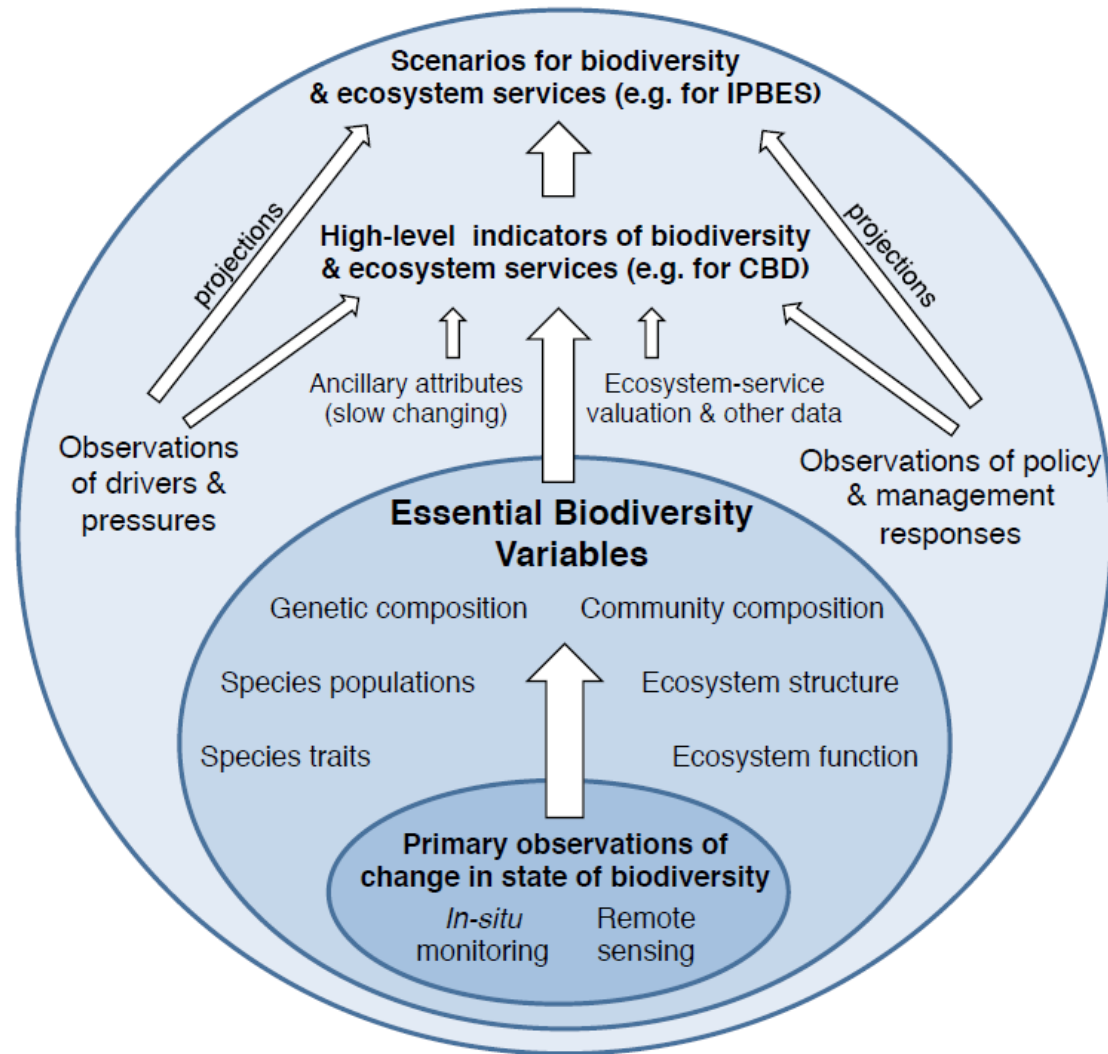 Scenarios for biodiversity
& ecosystem services (e.g. for IPBES)
projections
projections
High-level indicators of biodiversity
& ecosystem services (e.g. for CBD)
Ancillary attributes
(slow changing)
Ecosystem-service
valuation & other data
Observations
of drivers &
pressures
Observations of policy
& management
responses
Essential Biodiversity
Variables
Genetic composition
Community composition
Species populations
Ecosystem structure
Species traits
Ecosystem function
Primary observations of
change in state of biodiversity
In-situ
monitoring
Remote
sensing